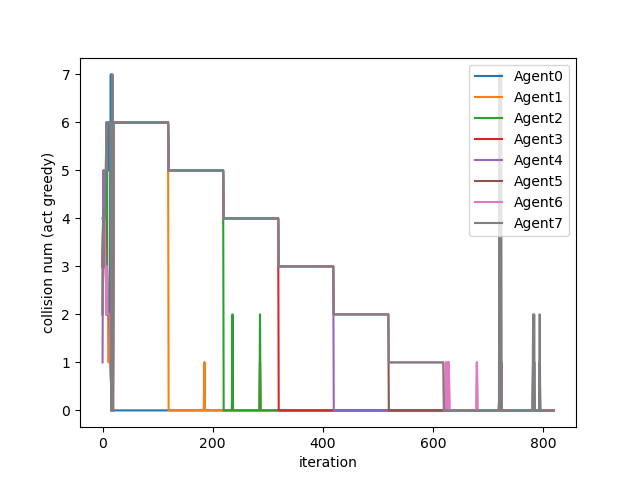 7
6
5
4
3
2
1
0
collision num (act greedy)
Agent0
Agent1
Agent2
Agent3
Agent4
Agent5
Agent6
Agent7
0 200 400 600 800
iteration